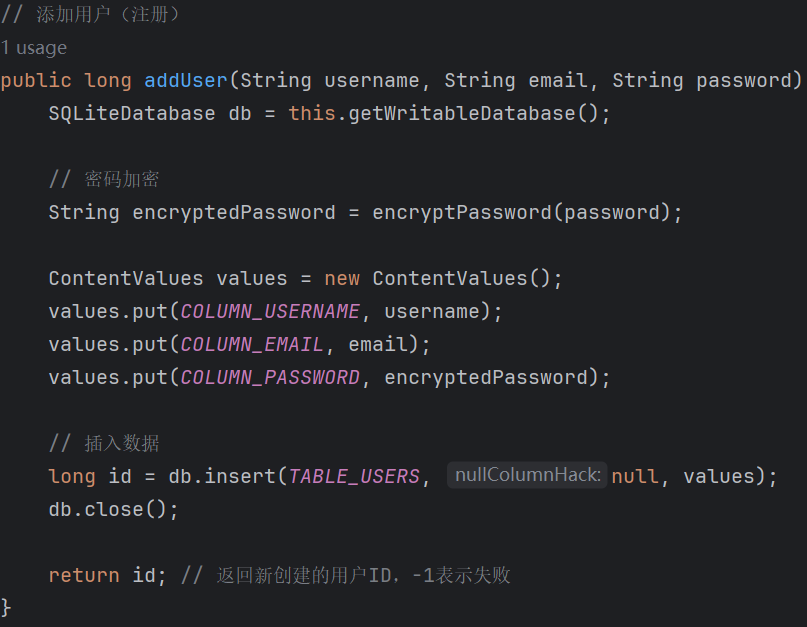 // 添加用户（注册）
1 usage
public long addUser(String username, String email, String password)
SQLiteDatabase db = this.getWritableDatabase();
// 密码加密
String encryptedPassword = encryptPassword(password);
ContentValues values = new ContentValues();
values.put(COLUMN_USERNAME, username);
values.put(COLUMN_EMAIL, email);
values.put(COLUMN_PASSWORD, encryptedPassword);
// 插入数据
long id = db.insert(TABLE_USERS, nullColumnHack: null, values);
db.close();
return id; // 返回新创建的用户ID，-1表示失败
}